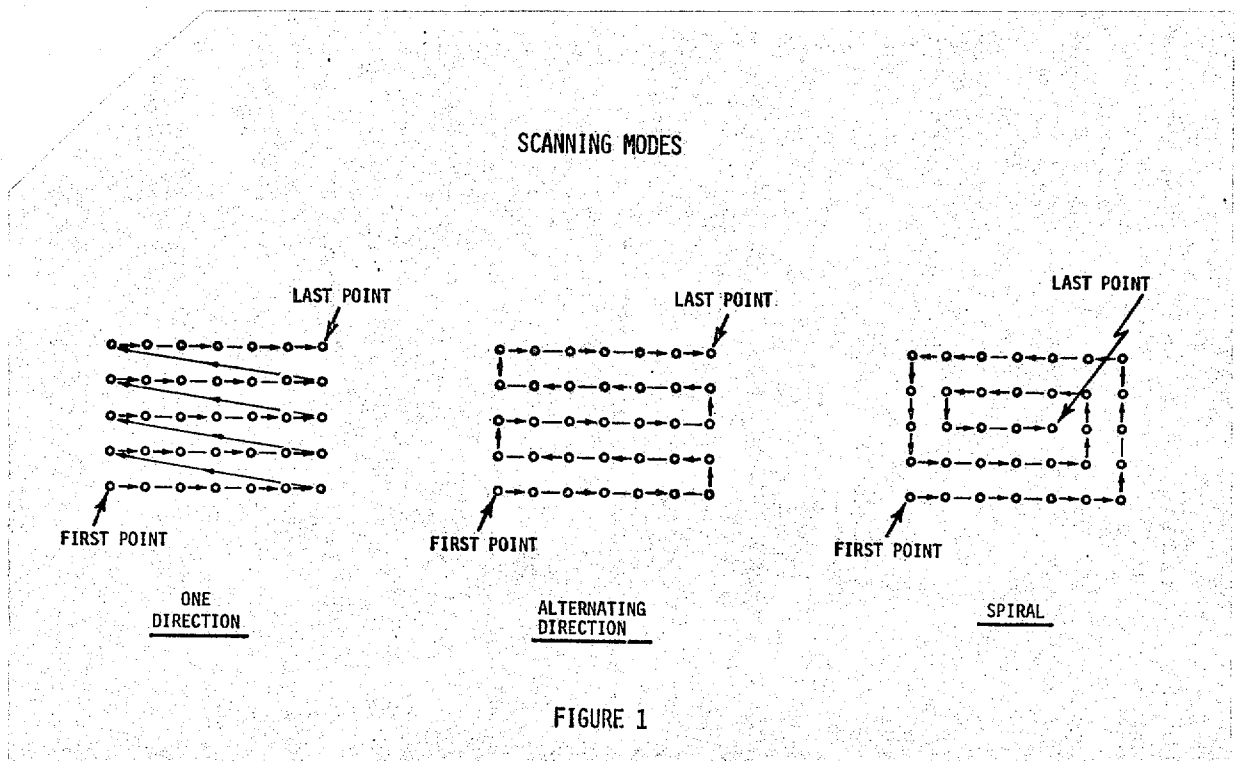 SCANNING MODES
LAST POINT
FIRST POINT
ONE
DIRECTION
LAST POINT
FIRST POINT
ALTERNATING
DIRECTION
LAST POINT
FIRST POINT
SPIRAL
FIGURE 1